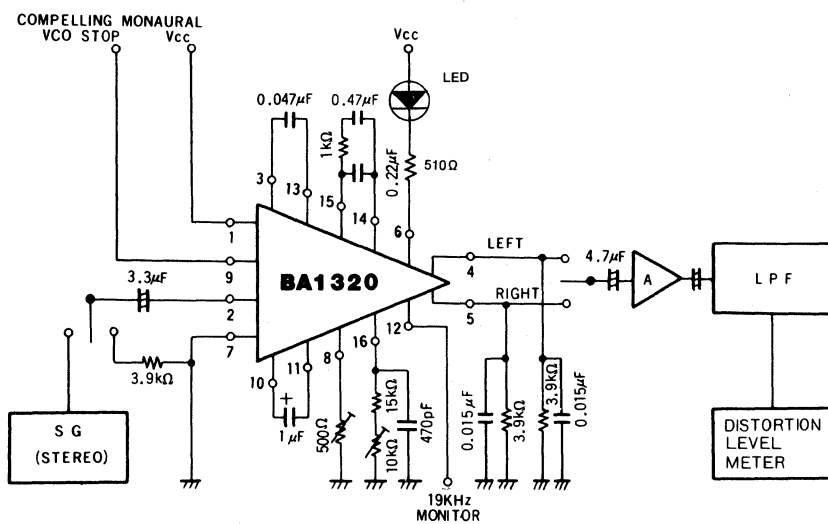 COMPELLING MONAURAL
VCO STOP
Vcc
Vcc
LED
0.047μF
0.47μF
1kΩ
0.22μF
510Ω
3
13
15
14
6
1
9
2
7
BA1320
4
LEFT
5
RIGHT
12
16
8
11
10
3.3μF
3.9kΩ
4.7μF
A
LPF
SG
(STEREO)
+
1μF
500Ω
15kΩ
10kΩ
470pF
0.015μF
3.9kΩ
3.9kΩ
0.015μF
19KHz
MONITOR
DISTORTION
LEVEL
METER